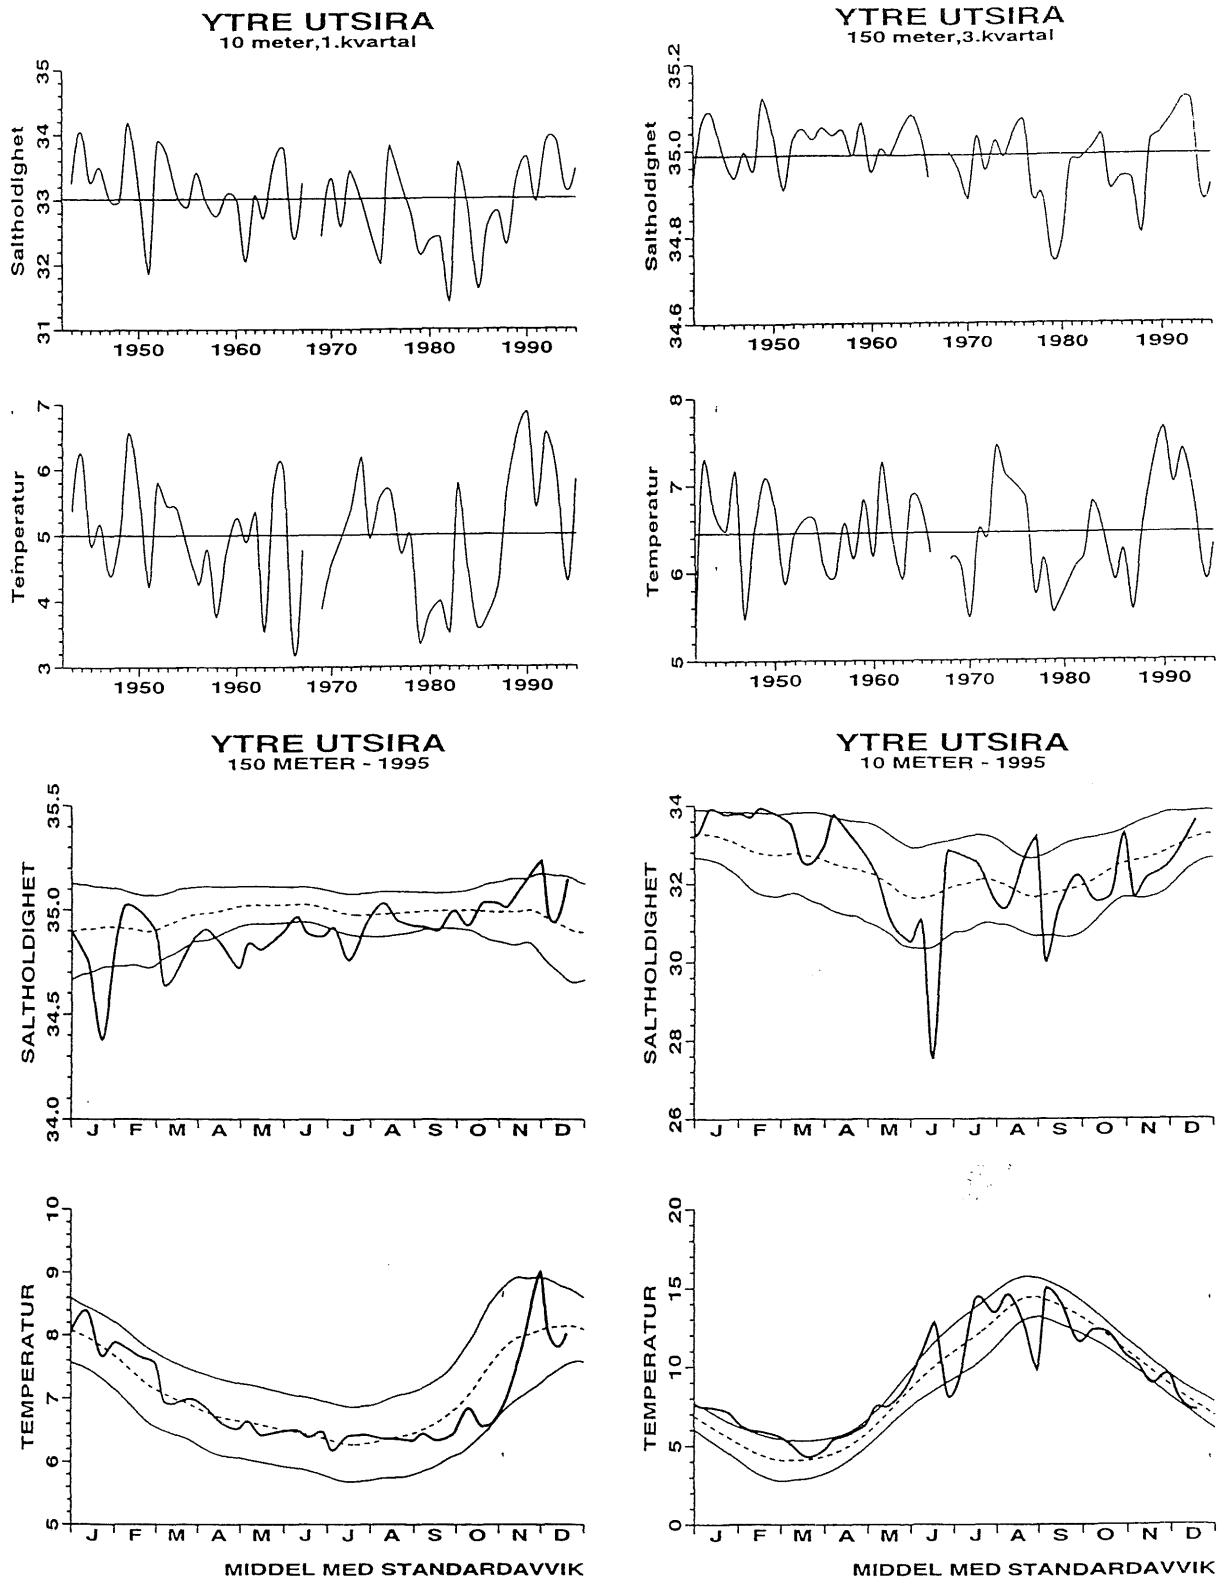 YTRE UTSIRA
10 meter,1.kvartal
Saltholdighet
35
34
33
32
31
1950 1960 1970 1980 1990
Temperatur
7
6
5
4
3
1950 1960 1970 1980 1990
YTRE UTSIRA
150 meter,3.kvartal
Saltholdighet
35.2
35.0
34.8
34.6
1950 1960 1970 1980 1990
Temperatur
8
7
6
5
1950 1960 1970 1980 1990
YTRE UTSIRA
150 METER - 1995
SALTHOLDIGHET
35.5
35.0
34.5
34.0
J F M A M J J A S O N D
TEMPERATUR
10
9
8
7
6
5
J F M A M J J A S O N D
MIDDEL MED STANDARDAVVIK
YTRE UTSIRA
10 METER - 1995
SALTHOLDIGHET
34
32
30
28
26
J F M A M J J A S O N D
TEMPERATUR
20
15
10
5
0
J F M A M J J A S O N D
MIDDEL MED STANDARDAVVIK